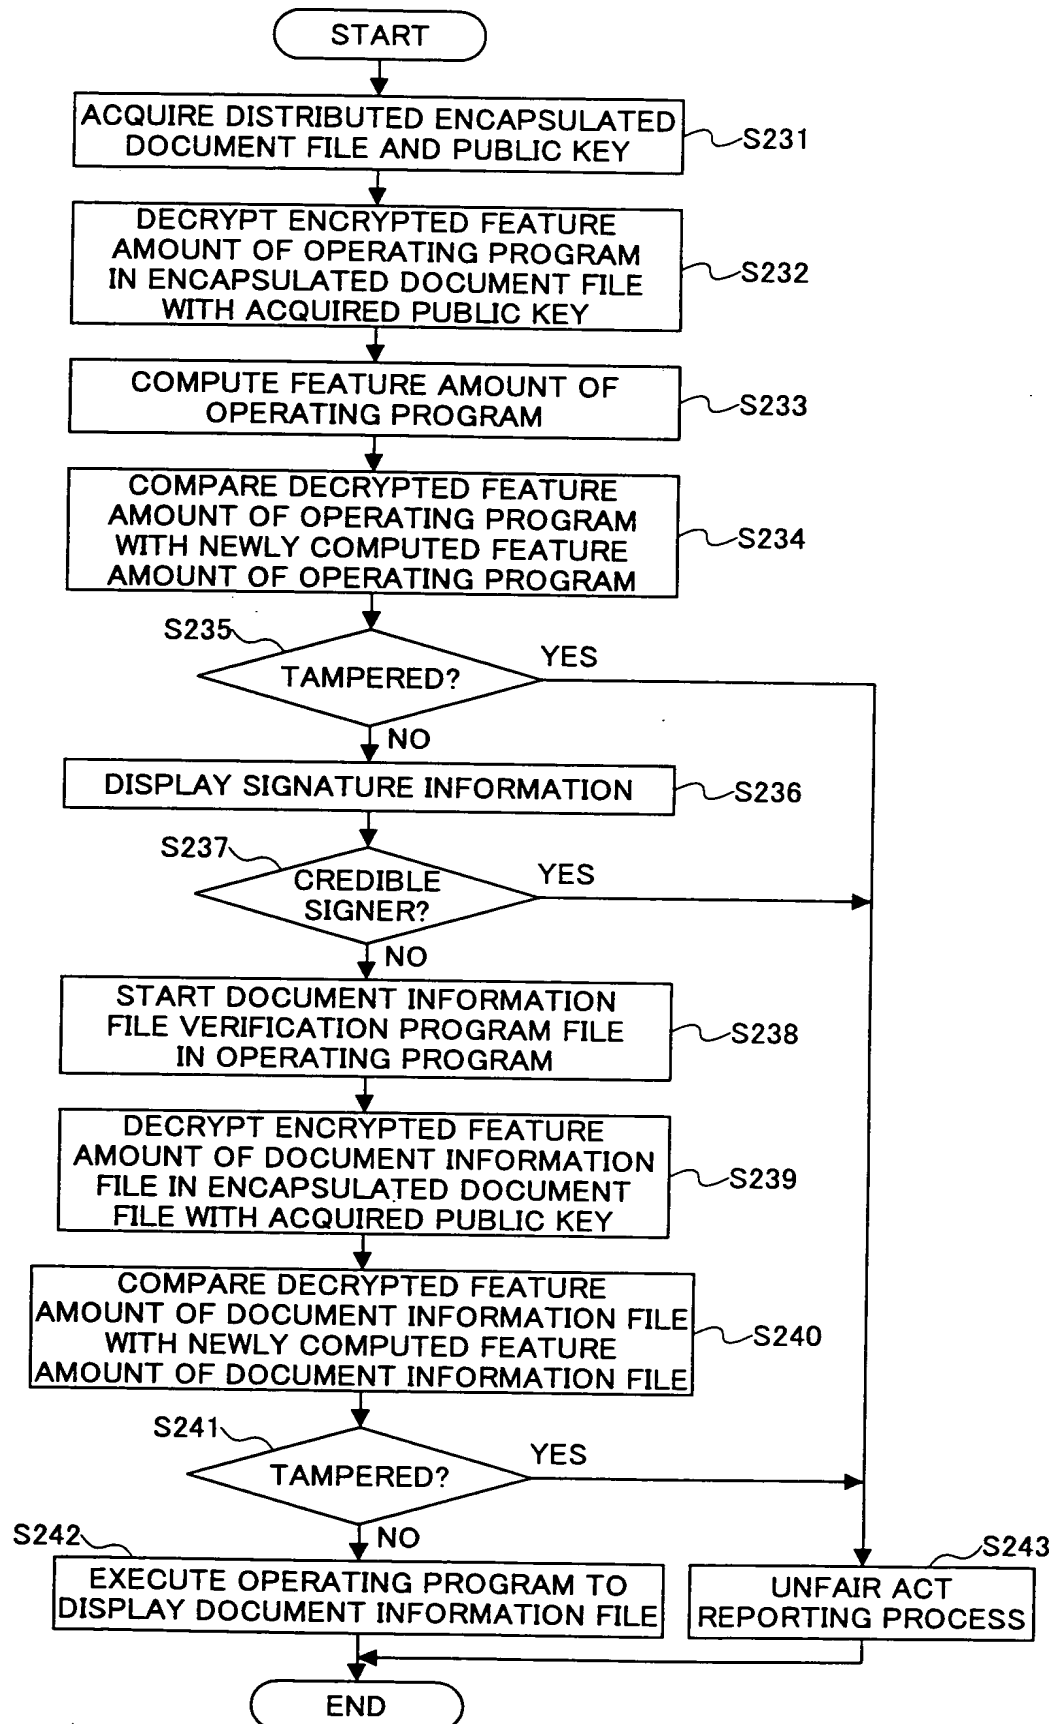 START
ACQUIRE DISTRIBUTED ENCAPSULATED
DOCUMENT FILE AND PUBLIC KEY
S231
DECRYPT ENCRYPTED FEATURE
AMOUNT OF OPERATING PROGRAM
IN ENCAPSULATED DOCUMENT FILE
WITH ACQUIRED PUBLIC KEY
S232
COMPUTE FEATURE AMOUNT OF
OPERATING PROGRAM
S233
COMPARE DECRYPTED FEATURE
AMOUNT OF OPERATING PROGRAM
WITH NEWLY COMPUTED FEATURE
AMOUNT OF OPERATING PROGRAM
S234
S235
TAMPERED?
YES
NO
DISPLAY SIGNATURE INFORMATION
S236
S237
CREDIBLE
SIGNER?
YES
NO
START DOCUMENT INFORMATION
FILE VERIFICATION PROGRAM FILE
IN OPERATING PROGRAM
S238
DECRYPT ENCRYPTED FEATURE
AMOUNT OF DOCUMENT INFORMATION
FILE IN ENCAPSULATED DOCUMENT
FILE WITH ACQUIRED PUBLIC KEY
S239
COMPARE DECRYPTED FEATURE
AMOUNT OF DOCUMENT INFORMATION FILE
WITH NEWLY COMPUTED FEATURE
AMOUNT OF DOCUMENT INFORMATION FILE
S240
S241
TAMPERED?
YES
NO
S242
EXECUTE OPERATING PROGRAM TO
DISPLAY DOCUMENT INFORMATION FILE
S243
UNFAIR ACT
REPORTING PROCESS
END